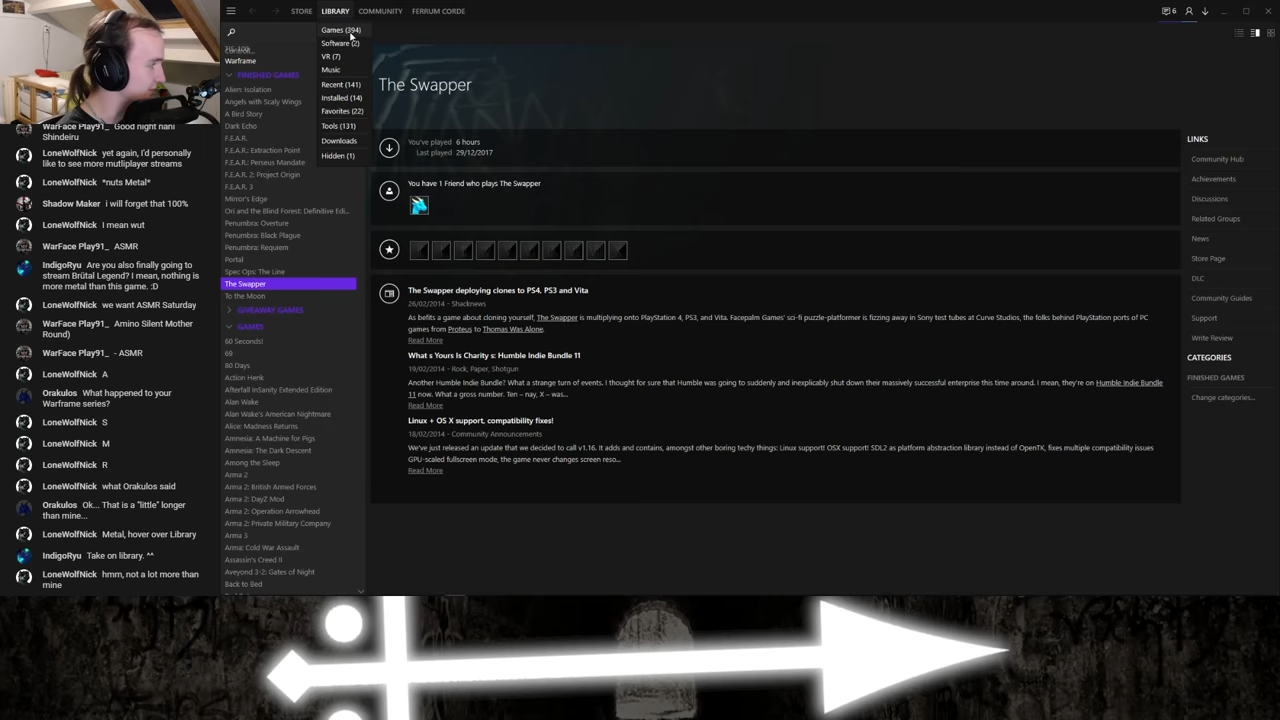 STORE LIBRARY COMMUNITY FERRUM CORDE
6
Games (394)
Software (2)
VR (7)
Music
Recent (141)
Installed (14)
Favorites (22)
Tools (131)
Downloads
Hidden (1)
Warframe
FINISHED GAMES
Alien: Isolation
Angels with Scaly Wings
A Bird Story
Dark Echo
F.E.A.R.
F.E.A.R.: Extraction Point
F.E.A.R.: Perseus Mandate
F.E.A.R. 2: Project Origin
F.E.A.R. 3
Mirror's Edge
Ori and the Blind Forest: Definitive Edi...
Penumbra: Overture
Penumbra: Black Plague
Penumbra: Requiem
Portal
Spec Ops: The Line
The Swapper
To the Moon
GIVEAWAY GAMES
GAMES
60 Seconds!
69
80 Days
Action Henk
Afterfall InSanity Extended Edition
Alan Wake
Alan Wake's American Nightmare
Alice: Madness Returns
Amnesia: A Machine for Pigs
Amnesia: The Dark Descent
Among the Sleep
Arma 2
Arma 2: British Armed Forces
Arma 2: DayZ Mod
Arma 2: Operation Arrowhead
Arma 2: Private Military Company
Arma 3
Arma: Cold War Assault
Assassin's Creed II
Aveyond 3-2: Gates of Night
Back to Bed
The Swapper
You've played 6 hours
Last played 29/12/2017
You have 1 Friend who plays The Swapper
The Swapper deploying clones to PS4, PS3 and Vita
26/02/2014 - Shacknews
As befits a game about cloning yourself, The Swapper is multiplying onto PlayStation 4, PS3, and Vita. Facepalm Games' sci-fi puzzle-platformer is fizzing away in Sony test tubes at Curve Studios, the folks behind PlayStation ports of PC
games from Proteus to Thomas Was Alone.
Read More
What s Yours Is Charity s: Humble Indie Bundle 11
19/02/2014 - Rock, Paper, Shotgun
Another Humble Indie Bundle? What a strange turn of events. I thought for sure that Humble was going to suddenly and inexplicably shut down their massively successful enterprise this time around. I mean, they're on Humble Indie Bundle
11 now. What a gross number. Ten – nay, X – was...
Read More
Linux + OS X support, compatibility fixes!
18/02/2014 - Community Announcements
We've just released an update that we decided to call v1.16. It adds and contains, amongst other boring techy things: Linux support! OSX support! SDL2 as platform abstraction library instead of OpenTK, fixes multiple compatibility issues
GPU-scaled fullscreen mode, the game never changes screen reso...
Read More
LINKS
Community Hub
Achievements
Discussions
Related Groups
News
Store Page
DLC
Community Guides
Support
Write Review
CATEGORIES
FINISHED GAMES
Change categories...
WarFace Play91_ Good night nani
Shindeiru
LoneWolfNick yet again, I'd personally
like to see more mutliplayer streams
LoneWolfNick *nuts Metal*
Shadow Maker i will forget that 100%
LoneWolfNick I mean wut
WarFace Play91_ ASMR
IndigoRyu Are you also finally going to
stream Brütal Legend? I mean, nothing is
more metal than this game. :D
LoneWolfNick we want ASMR Saturday
WarFace Play91_ Amino Silent Mother
Round)
WarFace Play91_ - ASMR
LoneWolfNick A
Orakulos What happened to your
Warframe series?
LoneWolfNick S
LoneWolfNick M
LoneWolfNick R
LoneWolfNick what Orakulos said
Orakulos Ok... That is a "little" longer
than mine...
LoneWolfNick Metal, hover over Library
IndigoRyu Take on library. ^^
LoneWolfNick hmm, not a lot more than
mine